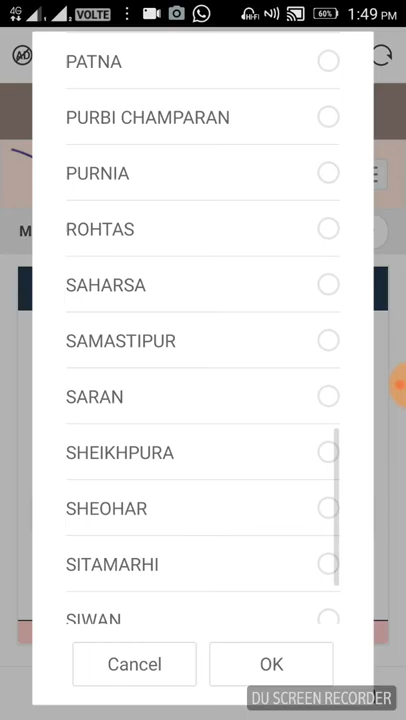 4G VOLTE 60% 1:49 PM
AD
PATNA
PURBI CHAMPARAN
PURNIA
M
ROHTAS
SAHARSA
SAMASTIPUR
SARAN
SHEIKHPURA
SHEOHAR
SITAMARHI
SIWAN
Cancel OK
DU SCREEN RECORDER